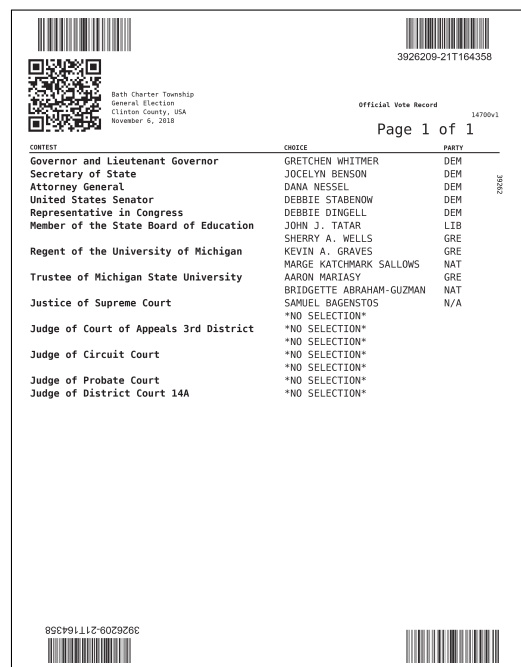 3926209-21T164358
Bath Charter Township
General Election
Clinton County, USA
November 6, 2018
Official Vote Record
14700v1
Page 1 of 1
CONTEST CHOICE PARTY
Governor and Lieutenant Governor GRETCHEN WHITMER DEM
Secretary of State JOCELYN BENSON DEM
Attorney General DANA NESSEL DEM
39262
United States Senator DEBBIE STABENOW DEM
Representative in Congress DEBBIE DINGELL DEM
Member of the State Board of Education JOHN J. TATAR LIB
SHERRY A. WELLS GRE
Regent of the University of Michigan KEVIN A. GRAVES GRE
MARGE KATCHMARK SALLOWS NAT
Trustee of Michigan State University AARON MARIASY GRE
BRIDGETTE ABRAHAM-GUZMAN NAT
Justice of Supreme Court SAMUEL BAGENSTOS N/A
*NO SELECTION*
Judge of Court of Appeals 3rd District *NO SELECTION*
*NO SELECTION*
Judge of Circuit Court *NO SELECTION*
*NO SELECTION*
Judge of Probate Court *NO SELECTION*
Judge of District Court 14A *NO SELECTION*
3926209-21T164358